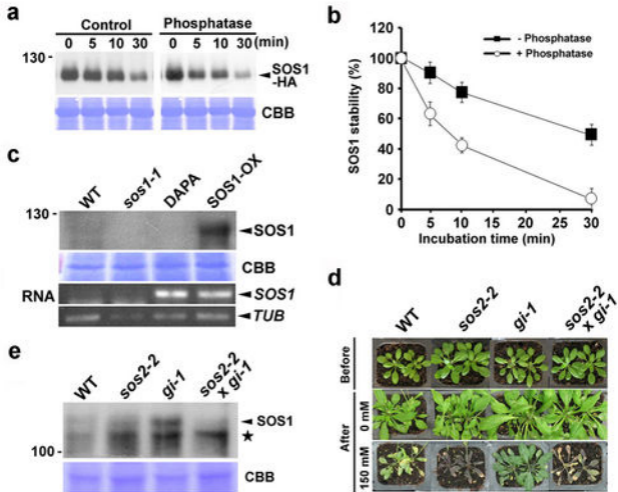 a
Control
Phosphatase
0 5 10 30
0 5 10 30 (min)
130 -
SOS1
-HA
CBB
b
- Phosphatase
+ Phosphatase
SOS1 stability (%)
120
100
80
60
40
20
0
0 5 10 15 20 25 30
Incubation time (min)
c
WT sos1-1 DAPA SOS1-OX
130 -
SOS1
CBB
RNA
SOS1
TUB
d
WT sos2-2 gi-1 sos2-2
x gi-1
Before
After
0 mM
150 mM
e
WT sos2-2 gi-1 sos2-2
x gi-1
SOS1
100 -
CBB